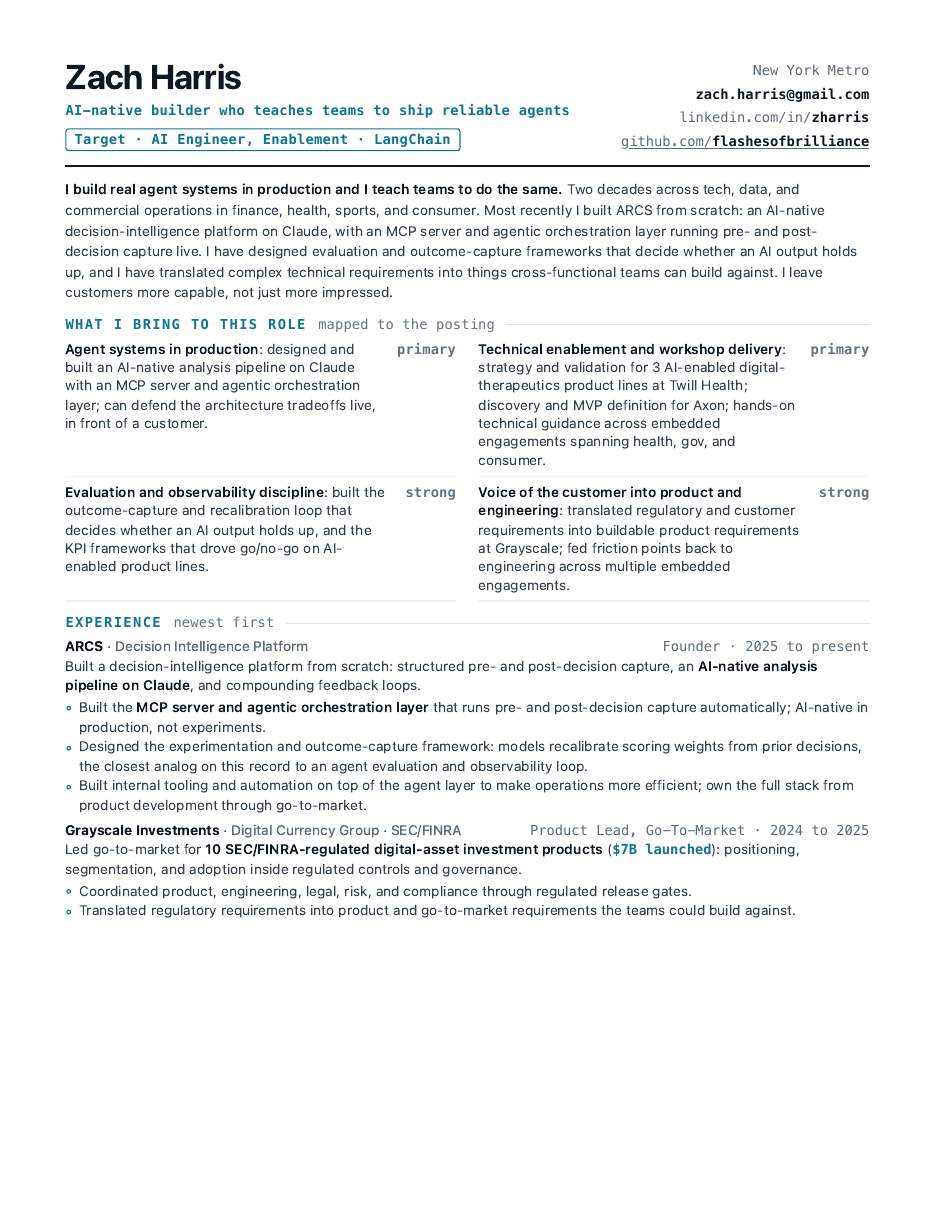 Zach Harris
AI-native builder who teaches teams to ship reliable agents
Target · AI Engineer, Enablement · LangChain
New York Metro
zach.harris@gmail.com
linkedin.com/in/zharris
github.com/flashesofbrilliance
I build real agent systems in production and I teach teams to do the same. Two decades across tech, data, and
commercial operations in finance, health, sports, and consumer. Most recently I built ARCS from scratch: an AI-native
decision-intelligence platform on Claude, with an MCP server and agentic orchestration layer running pre- and post-
decision capture live. I have designed evaluation and outcome-capture frameworks that decide whether an AI output holds
up, and I have translated complex technical requirements into things cross-functional teams can build against. I leave
customers more capable, not just more impressed.
WHAT I BRING TO THIS ROLE mapped to the posting
Agent systems in production: designed and primary
built an AI-native analysis pipeline on Claude
with an MCP server and agentic orchestration
layer; can defend the architecture tradeoffs live,
in front of a customer.
Technical enablement and workshop delivery: primary
strategy and validation for 3 AI-enabled digital-
therapeutics product lines at Twill Health;
discovery and MVP definition for Axon; hands-on
technical guidance across embedded
engagements spanning health, gov, and
consumer.
Evaluation and observability discipline: built the strong
outcome-capture and recalibration loop that
decides whether an AI output holds up, and the
KPI frameworks that drove go/no-go on AI-
enabled product lines.
Voice of the customer into product and strong
engineering: translated regulatory and customer
requirements into buildable product requirements
at Grayscale; fed friction points back to
engineering across multiple embedded
engagements.
EXPERIENCE newest first
ARCS · Decision Intelligence Platform Founder · 2025 to present
Built a decision-intelligence platform from scratch: structured pre- and post-decision capture, an AI-native analysis
pipeline on Claude, and compounding feedback loops.
Built the MCP server and agentic orchestration layer that runs pre- and post-decision capture automatically; AI-native in
production, not experiments.
Designed the experimentation and outcome-capture framework: models recalibrate scoring weights from prior decisions,
the closest analog on this record to an agent evaluation and observability loop.
Built internal tooling and automation on top of the agent layer to make operations more efficient; own the full stack from
product development through go-to-market.
Grayscale Investments · Digital Currency Group · SEC/FINRA Product Lead, Go-To-Market · 2024 to 2025
Led go-to-market for 10 SEC/FINRA-regulated digital-asset investment products ($7B launched): positioning,
segmentation, and adoption inside regulated controls and governance.
Coordinated product, engineering, legal, risk, and compliance through regulated release gates.
Translated regulatory requirements into product and go-to-market requirements the teams could build against.